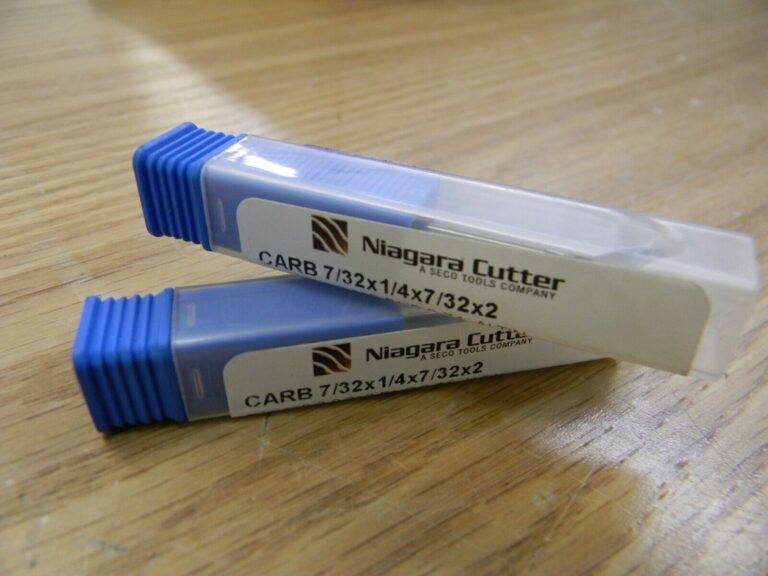 Niagara Cutter
A SECO TOOLS COMPANY
CARB 7/32x1/4x7/32x2
Niagara Cutter
A SECO TOOLS COMPANY
CARB 7/32x1/4x7/32x2